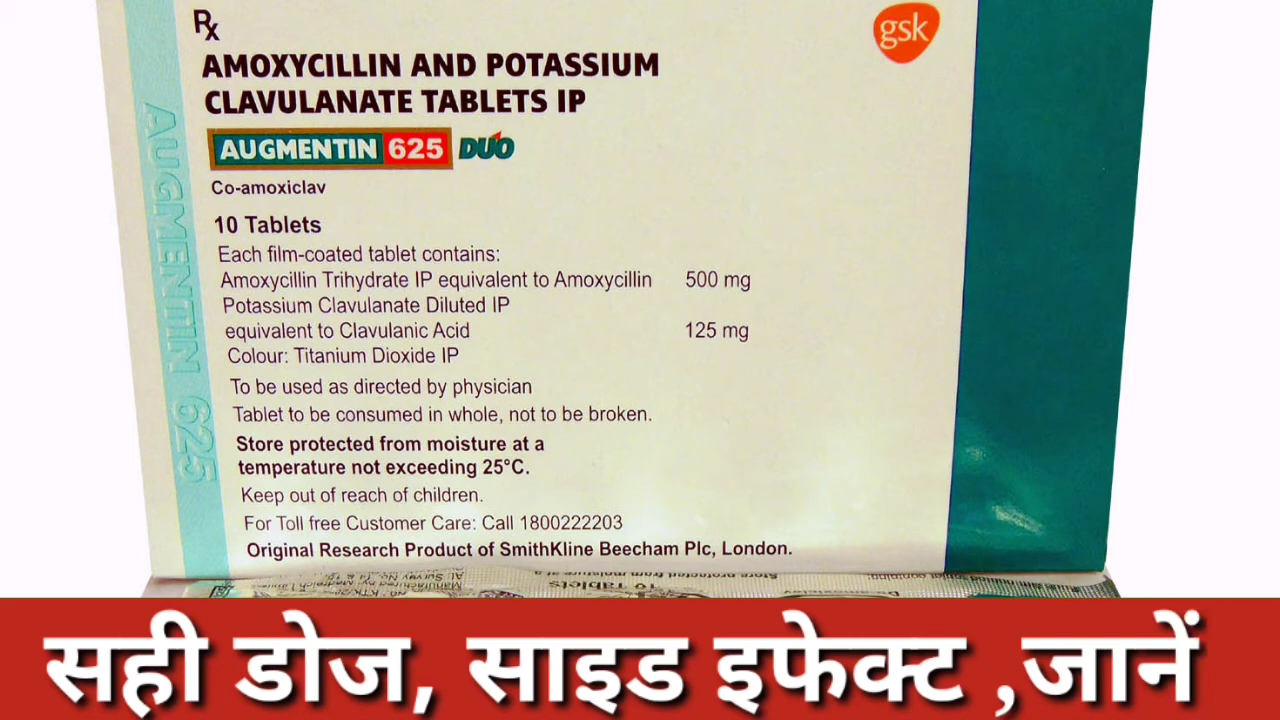 Rx
gsk
AMOXYCILLIN AND POTASSIUM
CLAVULANATE TABLETS IP
AUGMENTIN 625 DUO
Co-amoxiclav
10 Tablets
Each film-coated tablet contains:
Amoxycillin Trihydrate IP equivalent to Amoxycillin 500 mg
Potassium Clavulanate Diluted IP
equivalent to Clavulanic Acid 125 mg
Colour: Titanium Dioxide IP
To be used as directed by physician
Tablet to be consumed in whole, not to be broken.
Store protected from moisture at a
temperature not exceeding 25°C.
Keep out of reach of children.
For Toll free Customer Care: Call 1800222203
Original Research Product of SmithKline Beecham Plc, London.
AUGMENTIN 625
10 Tablets
सही डोज, साइड इफेक्ट ,जानें